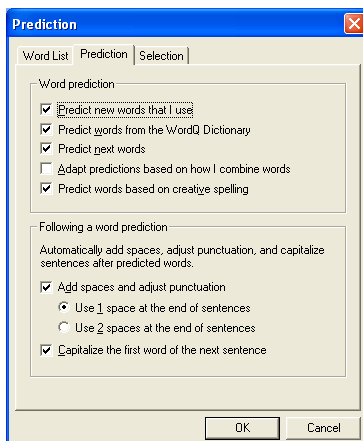 Prediction
Word List Prediction Selection
Word prediction
Predict new words that I use
Predict words from the WordQ Dictionary
Predict next words
Adapt predictions based on how I combine words
Predict words based on creative spelling
Following a word prediction
Automatically add spaces, adjust punctuation, and capitalize
sentences after predicted words.
Add spaces and adjust punctuation
Use 1 space at the end of sentences
Use 2 spaces at the end of sentences
Capitalize the first word of the next sentence
OK Cancel